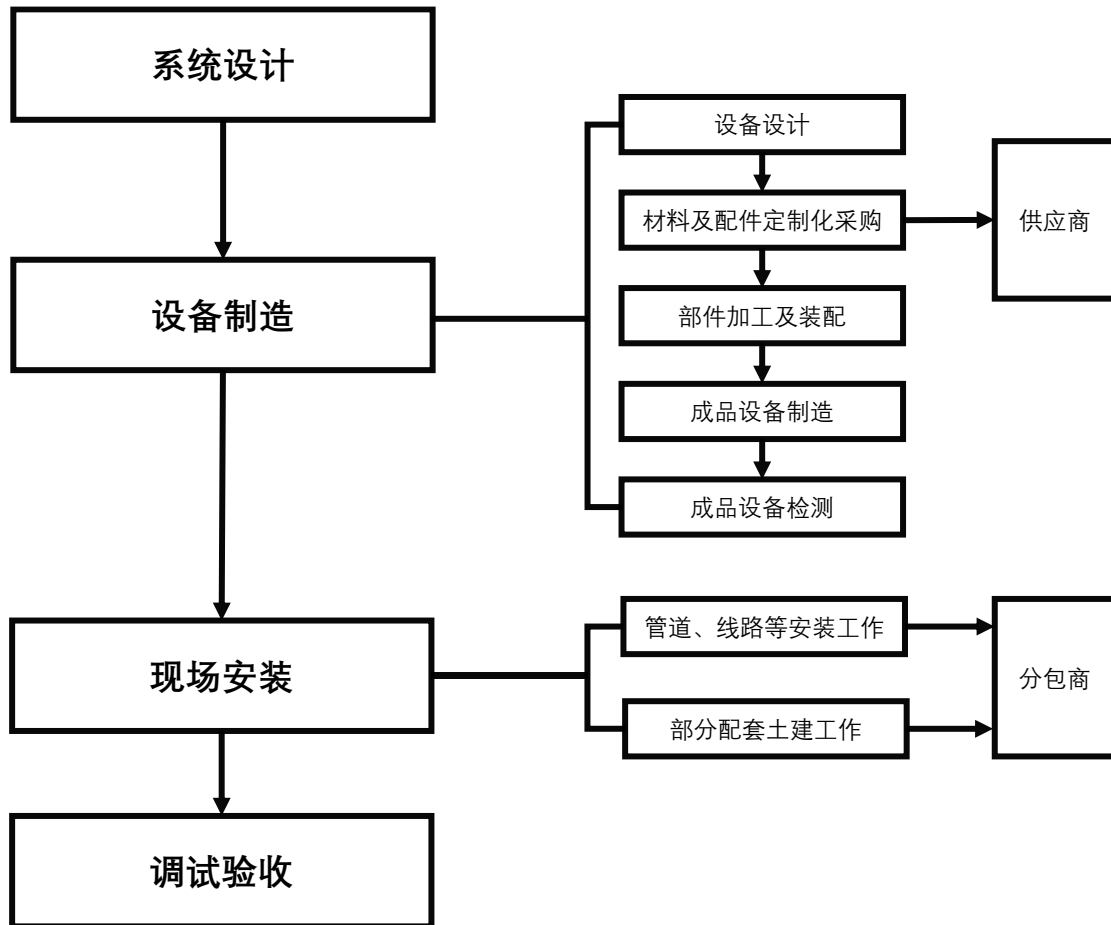 系统设计
设备设计
材料及配件定制化采购
供应商
设备制造
部件加工及装配
成品设备制造
成品设备检测
管道、线路等安装工作
现场安装
分包商
部分配套土建工作
调试验收